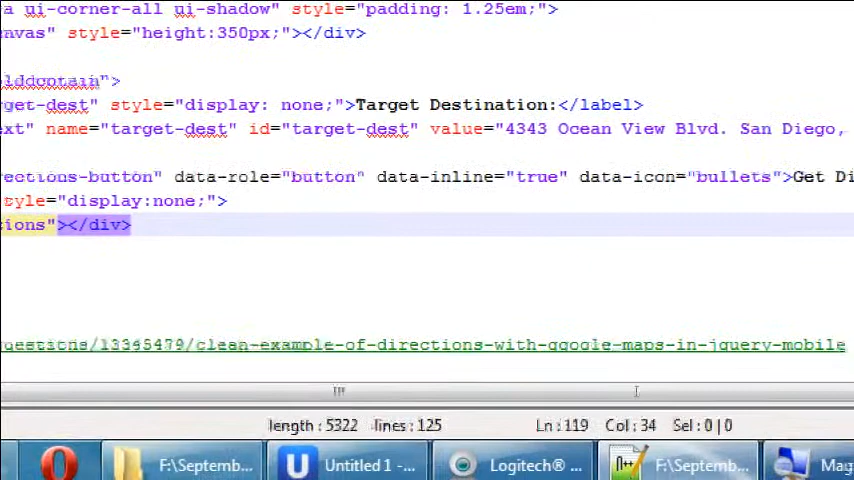 a ui-corner-all ui-shadow" style="padding: 1.25em;">
nvas" style="height:350px;"></div>
lddcontain">
rget-dest" style="display: none;">Target Destination:</label>
ext" name="target-dest" id="target-dest" value="4343 Ocean View Blvd. San Diego,
rections-button" data-role="button" data-inline="true" data-icon="bullets">Get Di
style="display:none;">
tions"></div>
uestions/13345479/clean-example-of-directions-with-google-maps-in-jquery-mobile
length : 5322 lines : 125 Ln : 119 Col : 34 Sel : 0 | 0
F:\Septemb... Untitled 1 -... Logitech® ... F:\Septemb... Mag